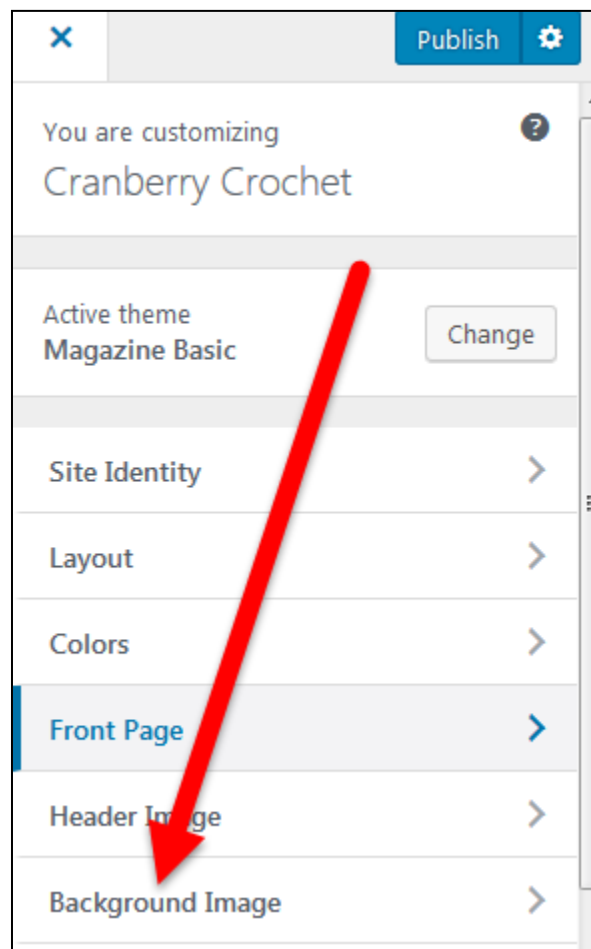 Publish
You are customizing
Cranberry Crochet
Active theme
Magazine Basic
Change
Site Identity
Layout
Colors
Front Page
Header Image
Background Image